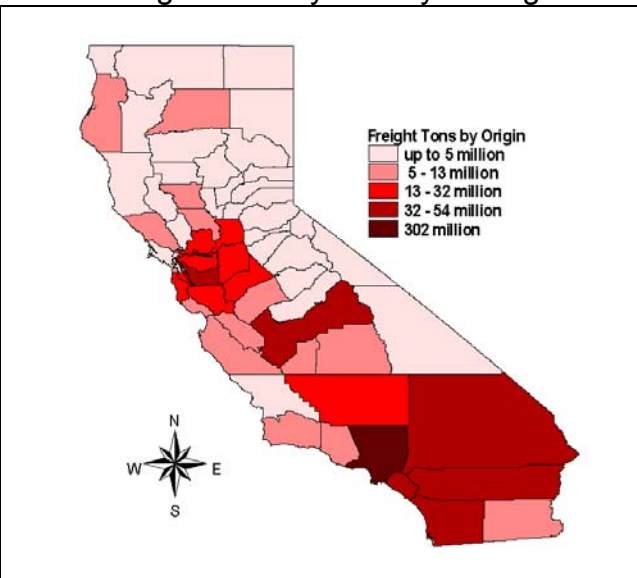 Freight Tons by Origin
up to 5 million
5 - 13 million
13 - 32 million
32 - 54 million
302 million
N
W E
S